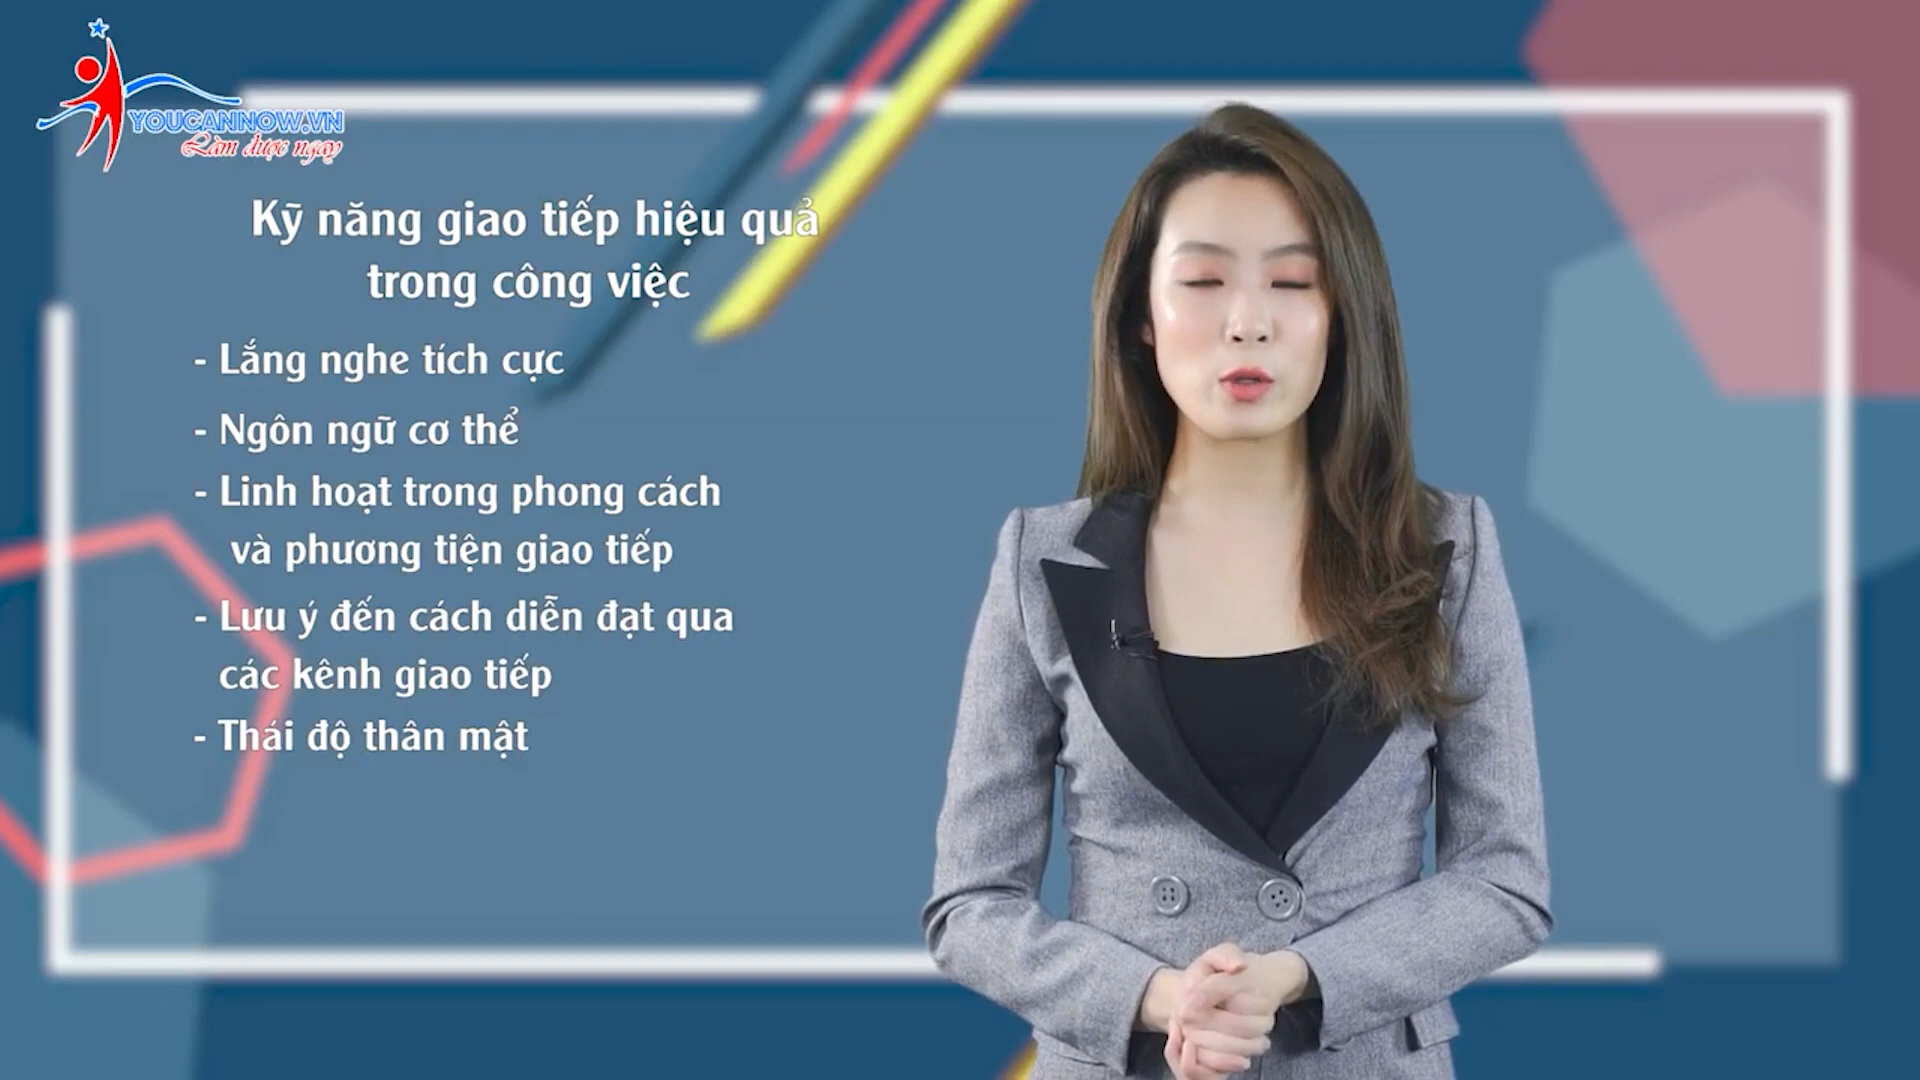 YOUCANNOW.VN
Làm được ngay
Kỹ năng giao tiếp hiệu quả
trong công việc
- Lắng nghe tích cực
- Ngôn ngữ cơ thể
- Linh hoạt trong phong cách
và phương tiện giao tiếp
- Lưu ý đến cách diễn đạt qua
các kênh giao tiếp
- Thái độ thân mật